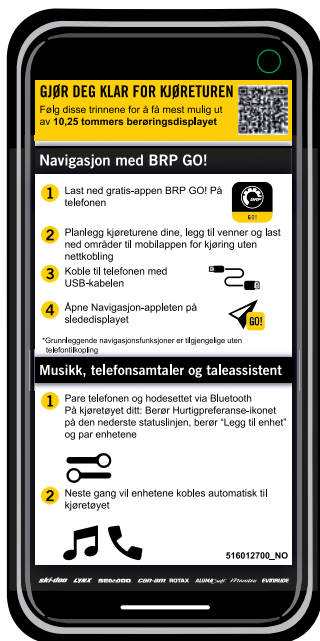 GJØR DEG KLAR FOR KJØRETUREN
Følg disse trinnene for å få mest mulig ut
av 10,25 tommers berøringsdisplayet
Navigasjon med BRP GO!
1 Last ned gratis-appen BRP GO! På
telefonen
BRP
GO!
2 Planlegg kjøreturene dine, legg til venner og last
ned områder til mobilappen for kjøring uten
nettkobling
3 Koble til telefonen med
USB-kabelen
4 Åpne Navigasjon-appleten på
slededisplayet
GO!
*Grunnleggende navigasjonsfunksjoner er tilgjengelige uten
telefontilkopling
Musikk, telefonsamtaler og taleassistent
1 Pare telefonen og hodesettet via Bluetooth
På kjøretøyet ditt: Berør Hurtigpreferanse-ikonet
på den nederste statuslinjen, berør “Legg til enhet”
og par enhetene
2 Neste gang vil enhetene kobles automatisk til
kjøretøyet
516012700_NO
ski-doo LYNX sea-doo can-am ROTAX ALUMACraft Manitou EVINRUDE